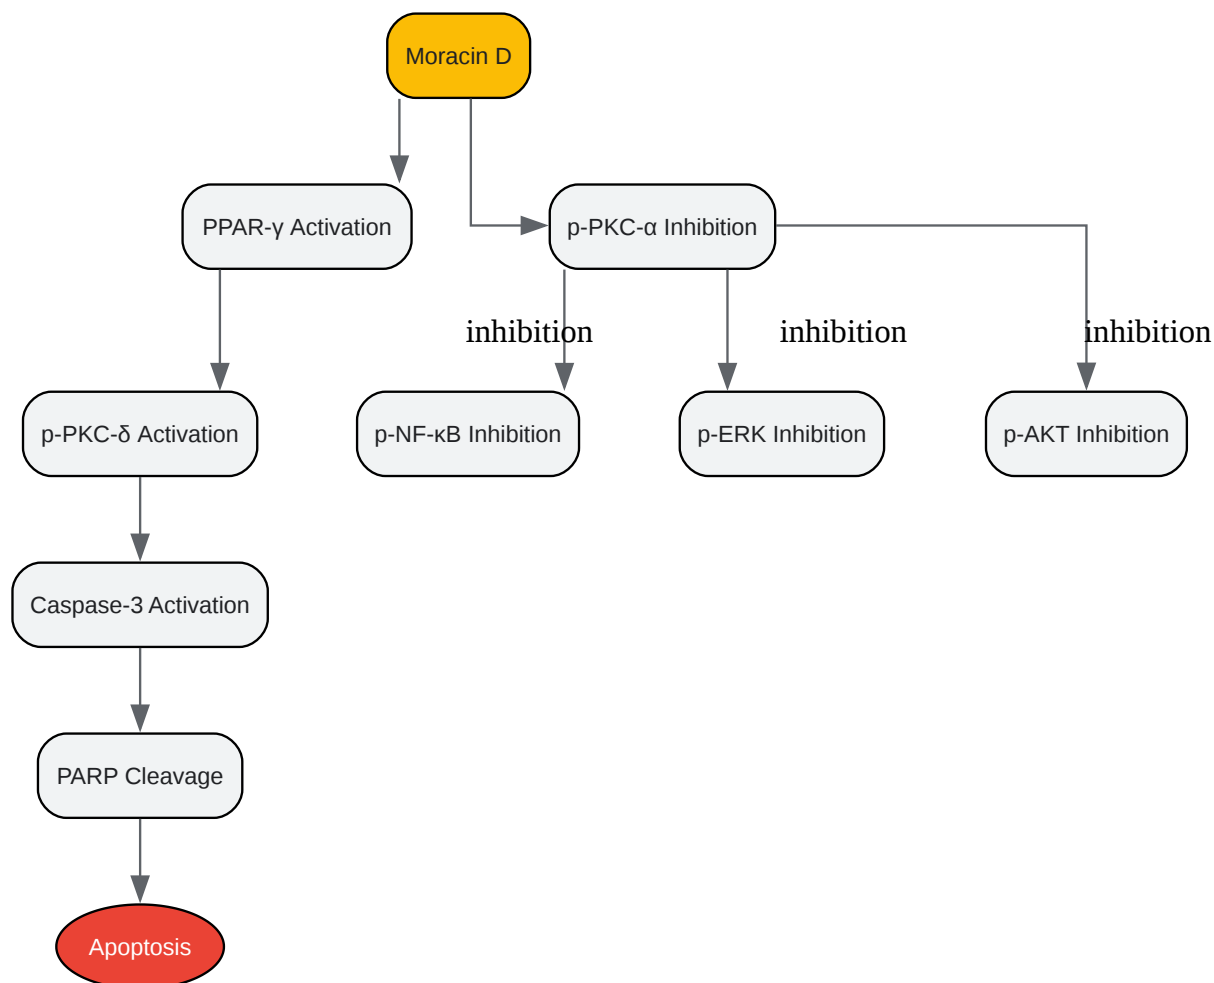 Moracin D
PPAR-γ Activation
p-PKC-α Inhibition
inhibition
inhibition
inhibition
p-PKC-δ Activation
p-NF-κB Inhibition
p-ERK Inhibition
p-AKT Inhibition
Caspase-3 Activation
PARP Cleavage
Apoptosis